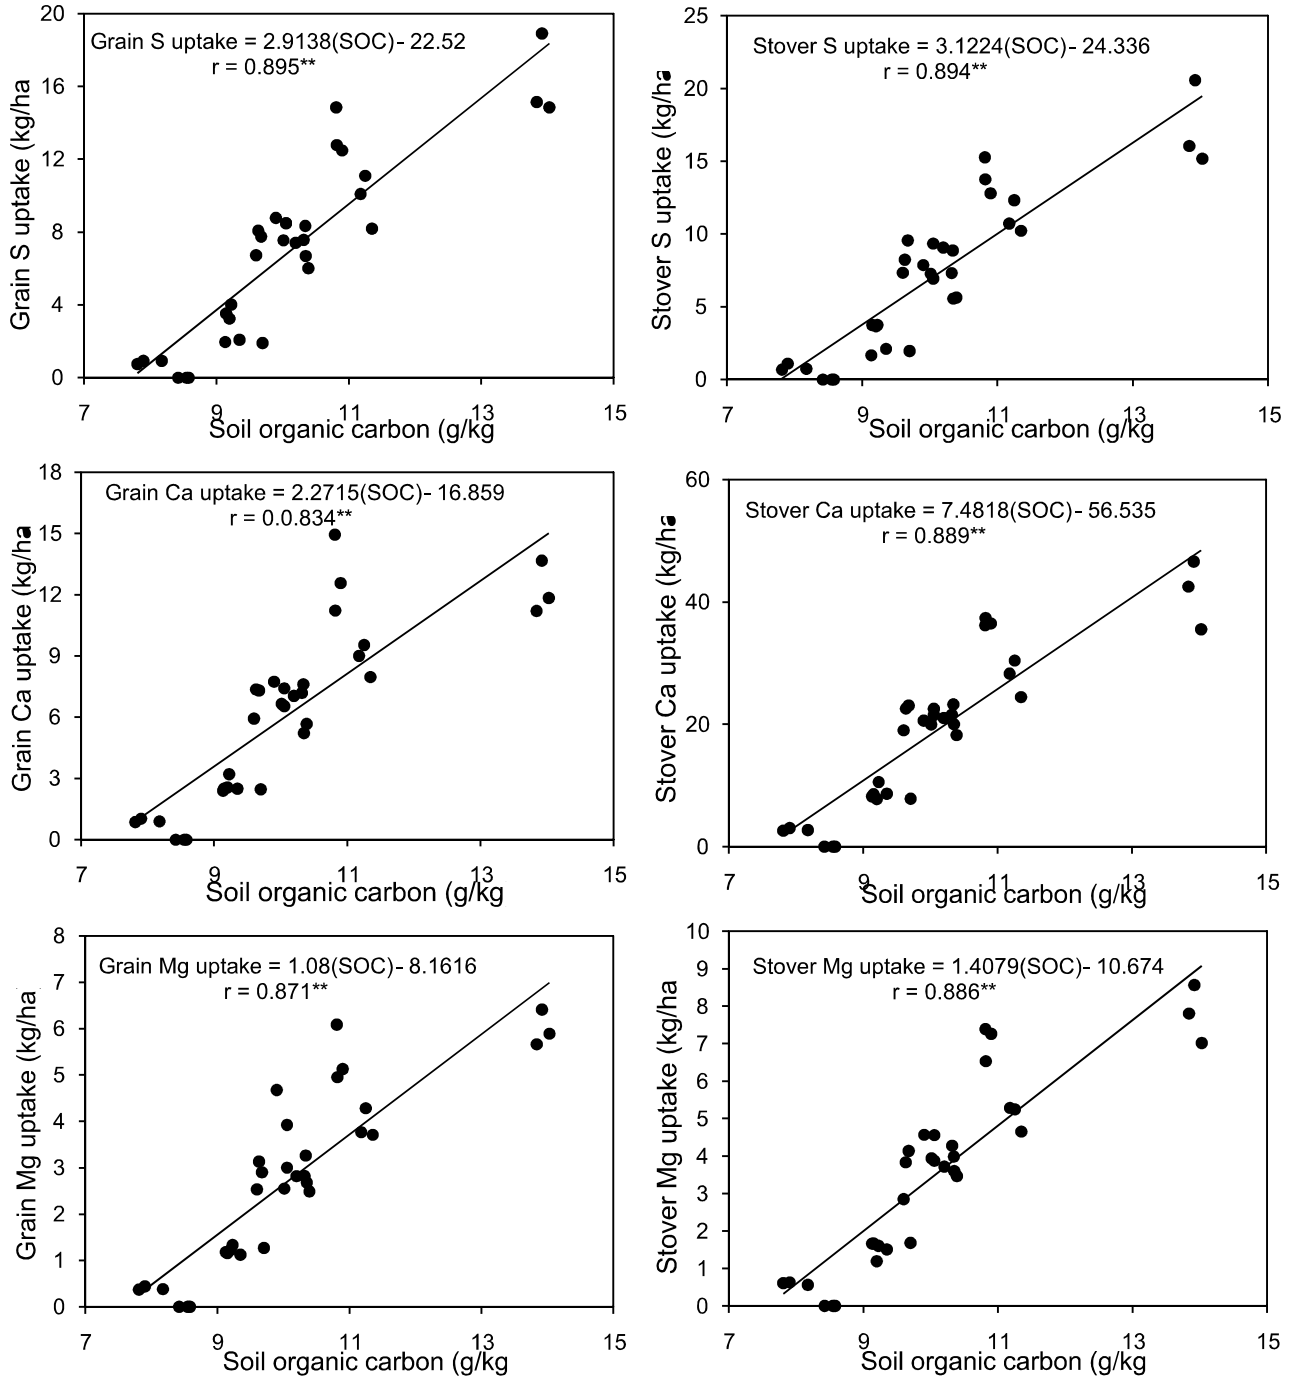 20
16
12
8
4
0
Grain S uptake (kg/ha
Grain S uptake = 2.9138(SOC)- 22.52
r = 0.895**
7 9 11 13 15
Soil organic carbon (g/kg
25
20
15
10
5
0
Stover S uptake (kg/ha
Stover S uptake = 3.1224(SOC)- 24.336
r = 0.894**
7 9 11 13 15
Soil organic carbon (g/kg
18
15
12
9
6
3
0
Grain Ca uptake (kg/ha
Grain Ca uptake = 2.2715(SOC)- 16.859
r = 0.0.834**
7 9 11 13 15
Soil organic carbon (g/kg
60
40
20
0
Stover Ca uptake (kg/ha
Stover Ca uptake = 7.4818(SOC)- 56.535
r = 0.889**
7 9 11 13 15
Soil organic carbon (g/kg
8
7
6
5
4
3
2
1
0
Grain Mg uptake (kg/ha
Grain Mg uptake = 1.08(SOC)- 8.1616
r = 0.871**
7 9 11 13 15
Soil organic carbon (g/kg
10
9
8
7
6
5
4
3
2
1
0
Stover Mg uptake (kg/ha
Stover Mg uptake = 1.4079(SOC)- 10.674
r = 0.886**
7 9 11 13 15
Soil organic carbon (g/kg